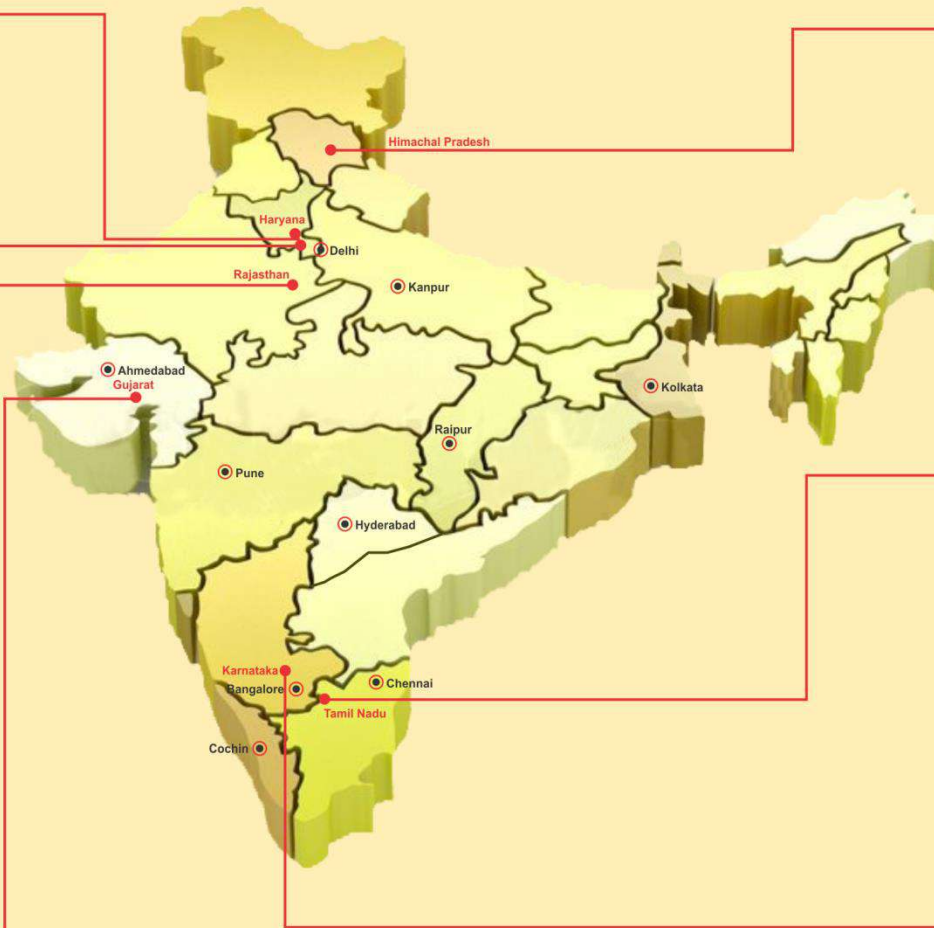 Himachal Pradesh
Haryana
Delhi
Rajasthan
Kanpur
Ahmedabad
Gujarat
Kolkata
Raipur
Pune
Hyderabad
Karnataka
Bangalore
Chennai
Tamil Nadu
Cochin